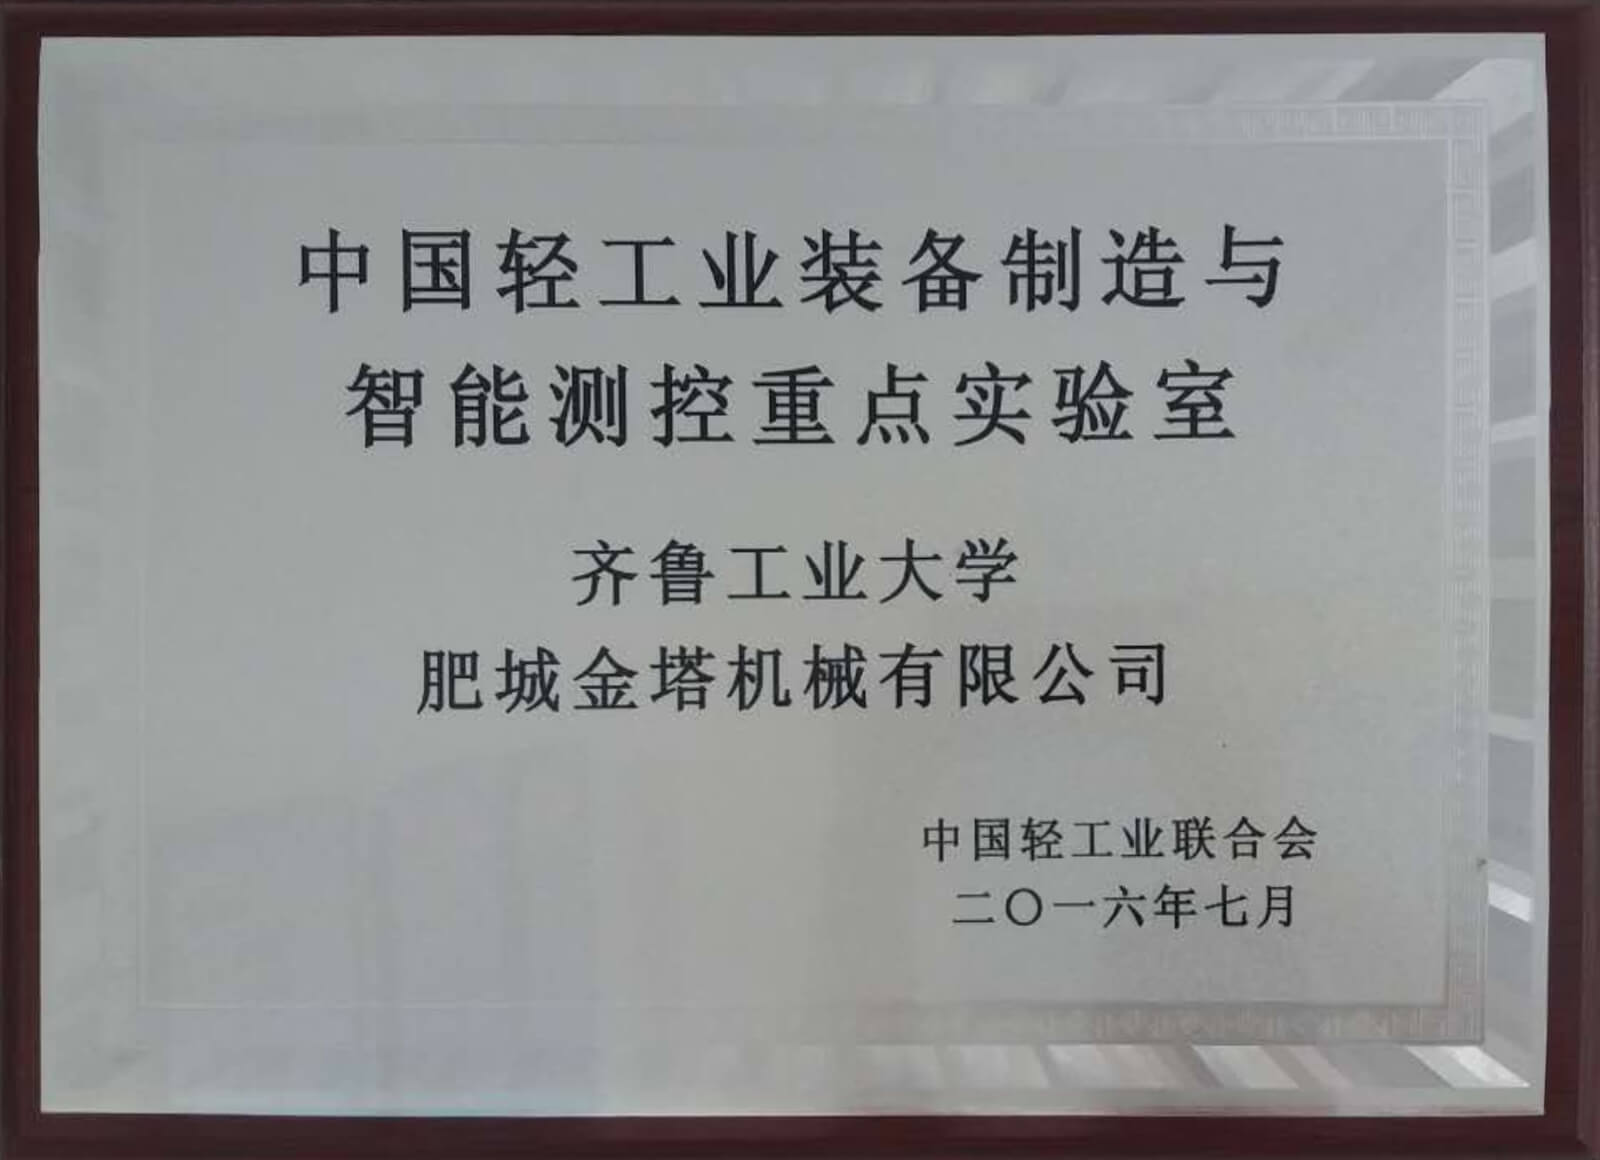 中国轻工业装备制造与
智能测控重点实验室
齐鲁工业大学
肥城金塔机械有限公司
中国轻工业联合会
二〇一六年七月